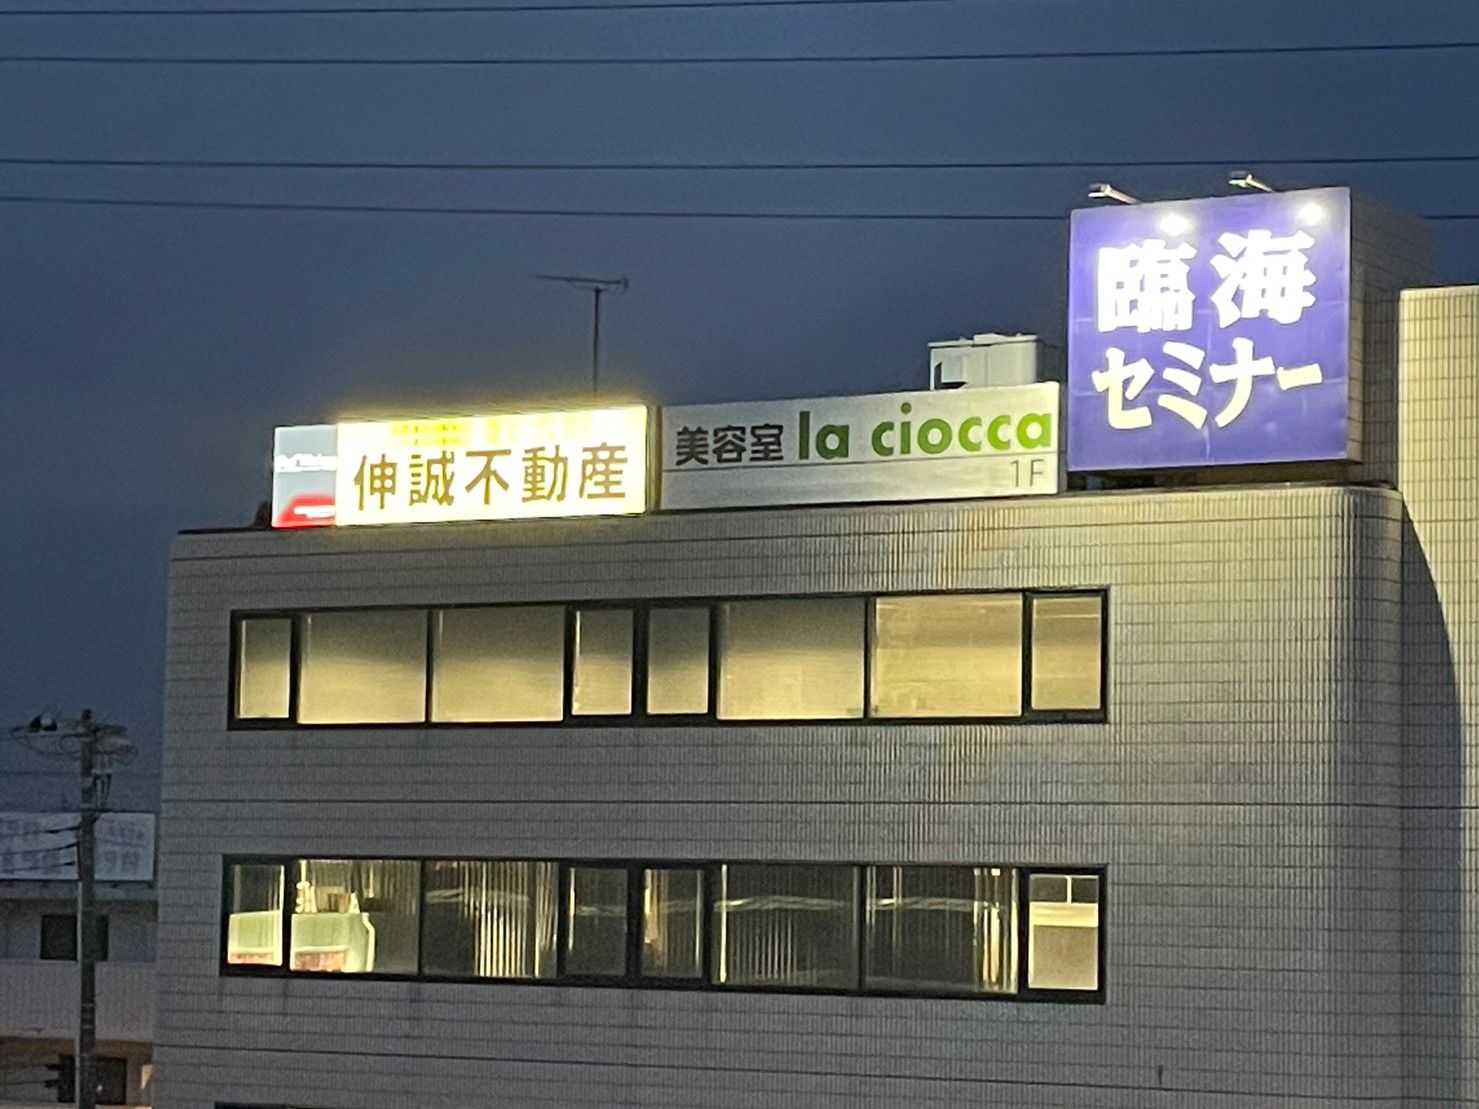 伸誠不動産
美容室 la ciocca
1F
臨海
セミナー